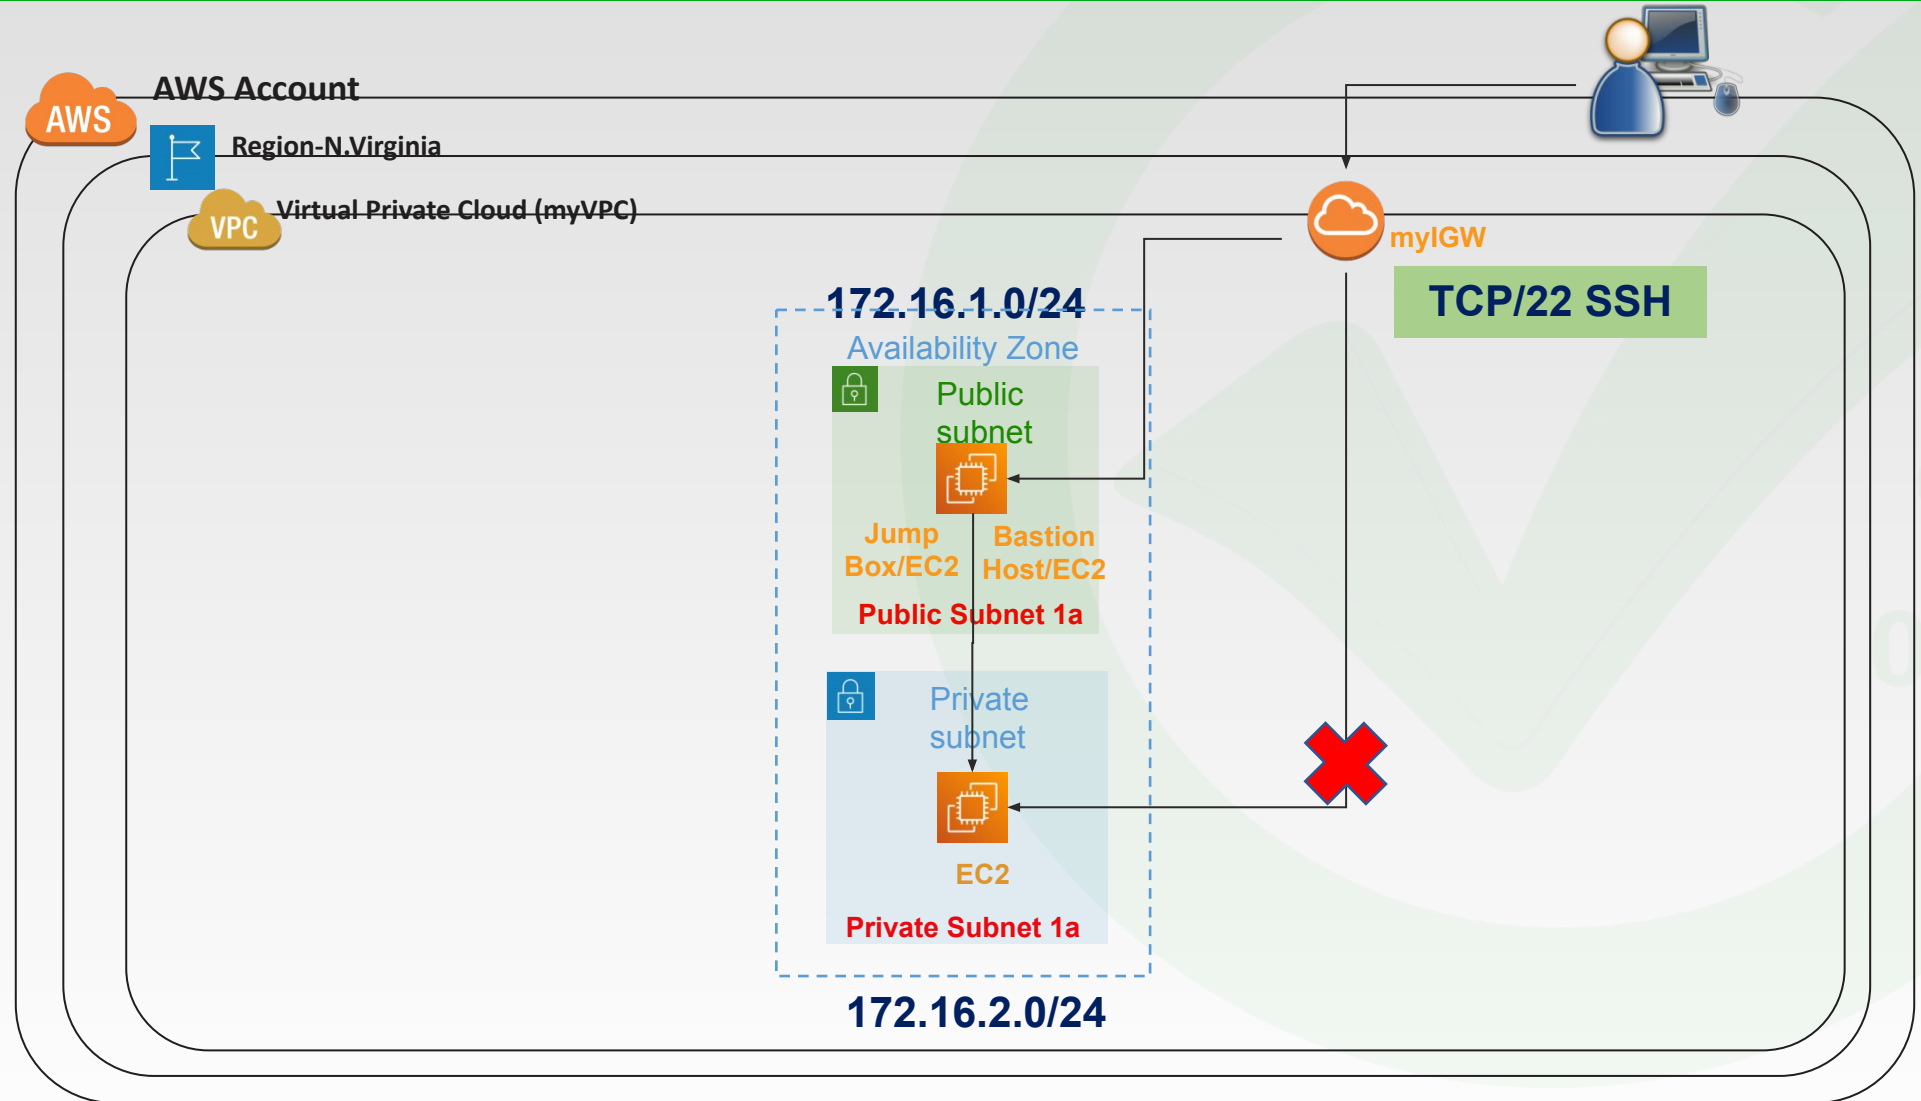 AWS
AWS Account
Region-N.Virginia
VPC
Virtual Private Cloud (myVPC)
myIGW
TCP/22 SSH
172.16.1.0/24
Availability Zone
Public
subnet
Jump
Box/EC2
Bastion
Host/EC2
Public Subnet 1a
Private
subnet
EC2
Private Subnet 1a
172.16.2.0/24